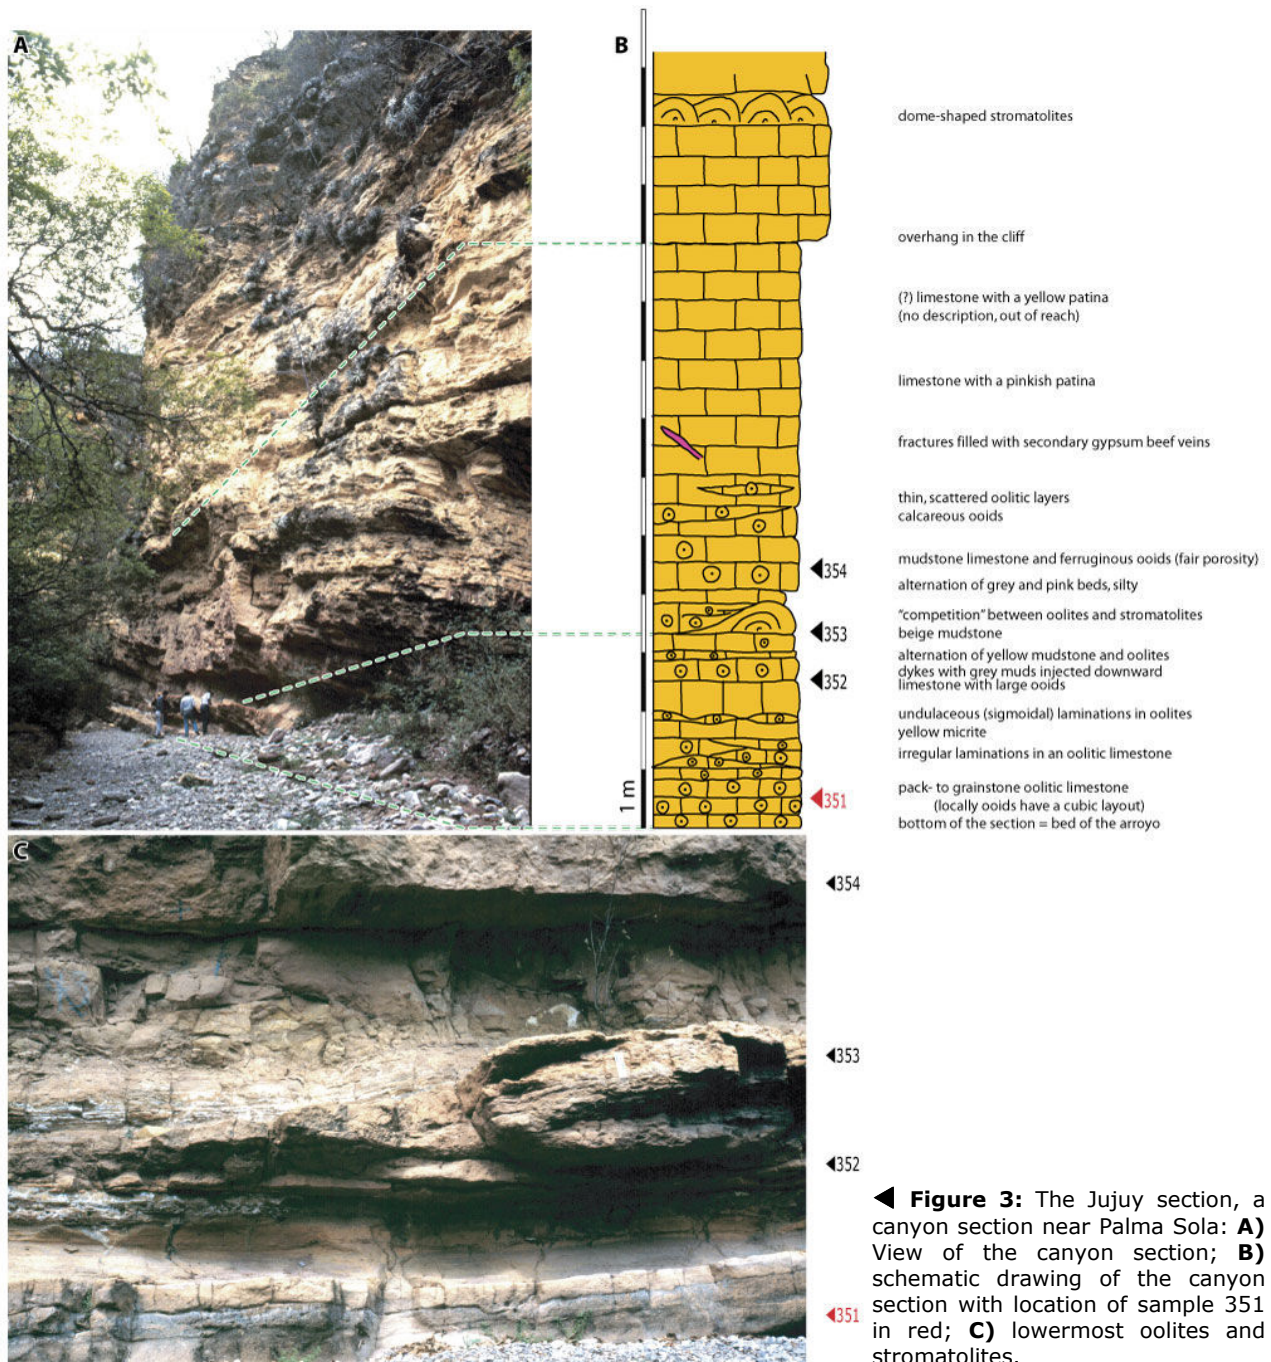 A
B
dome-shaped stromatolites
overhang in the cliff
(?) limestone with a yellow patina
(no description, out of reach)
limestone with a pinkish patina
fractures filled with secondary gypsum beef veins
thin, scattered oolitic layers
calcareous ooids
mudstone limestone and ferruginous ooids (fair porosity)
354
alternation of grey and pink beds, silty
"competition" between oolites and stromatolites
353
beige mudstone
alternation of yellow mudstone and oolites
dykes with grey muds injected downward
352
limestone with large ooids
undulaceous (sigmoidal) laminations in oolites
yellow micrite
irregular laminations in an oolitic limestone
1 m
pack- to grainstone oolitic limestone
351
(locally ooids have a cubic layout)
bottom of the section = bed of the arroyo
C
354
353
352
351
◀ Figure 3: The Jujuy section, a
canyon section near Palma Sola: A)
View of the canyon section; B)
schematic drawing of the canyon
section with location of sample 351
in red; C) lowermost oolites and
stromatolites.